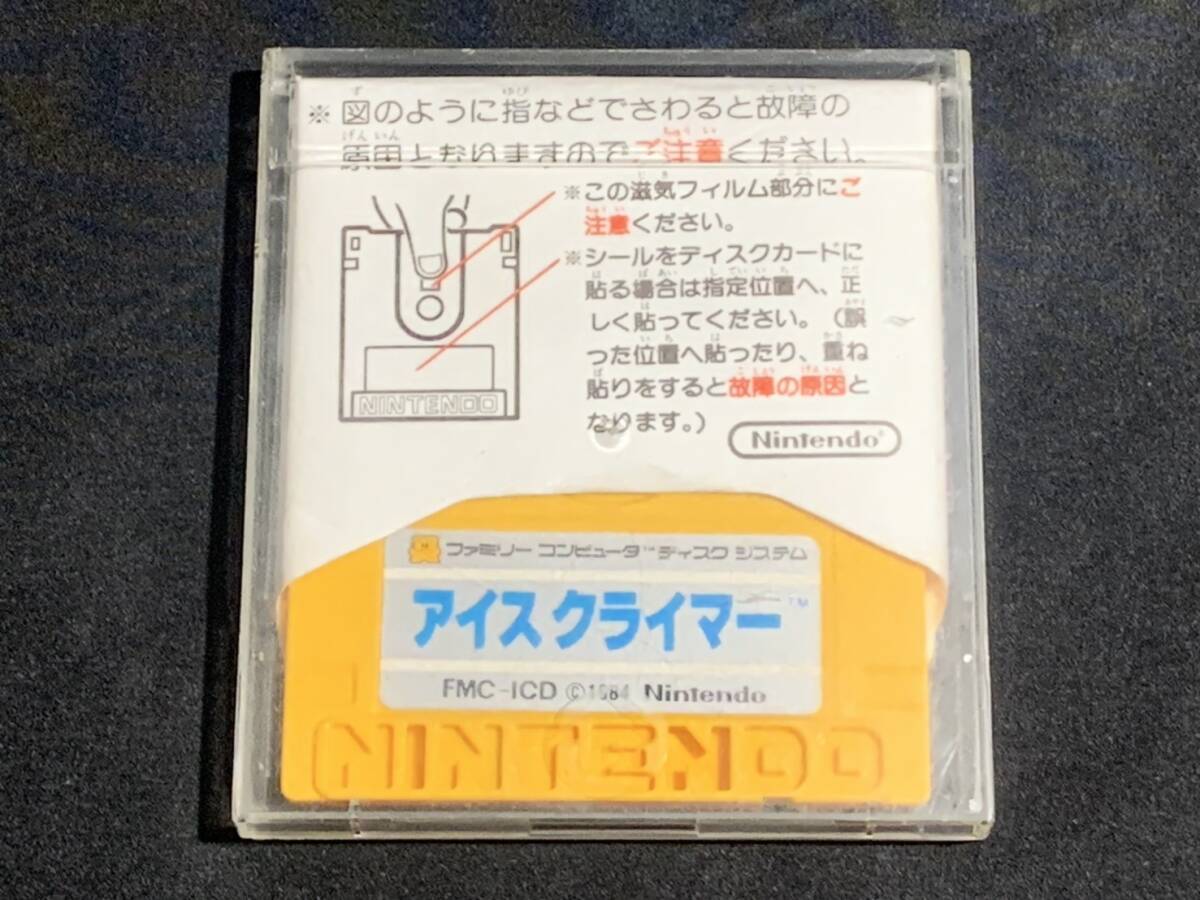 ※図のように指などでさわると故障の
原因となりますのでご注意ください。
※この滋気フィルム部分にご
注意ください。
※シールをディスクカードに
貼る場合は指定位置へ、正
しく貼ってください。(誤
った位置へ貼ったり、重ね
貼りをすると故障の原因と
なります。)
NINTENDO
Nintendo®
ファミリー コンピュータ™ ディスク システム
アイスクライマー™
FMC-ICD ©1984 Nintendo
NINTENDO